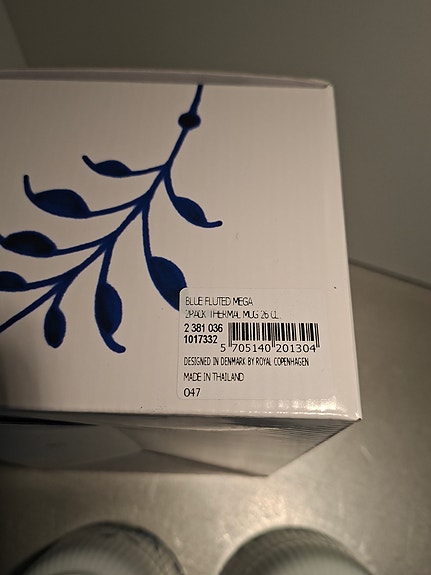 BLUE FLUTED MEGA
2PACK THERMAL MUG 26 CL.
2 381 036
1017332
5 705140 201304
DESIGNED IN DENMARK BY ROYAL COPENHAGEN
MADE IN THAILAND
047